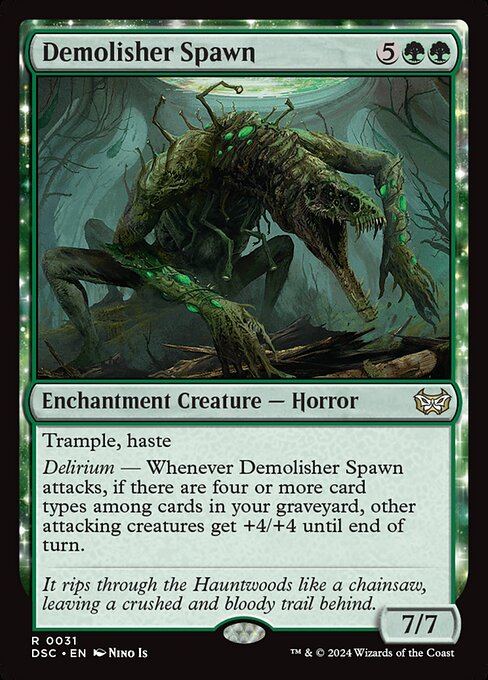 Demolisher Spawn 5
Enchantment Creature — Horror
Trample, haste
Delirium — Whenever Demolisher Spawn
attacks, if there are four or more card
types among cards in your graveyard, other
attacking creatures get +4/+4 until end of
turn.
It rips through the Hauntwoods like a chainsaw,
leaving a crushed and bloody trail behind.
7/7
R 0031
DSC • EN Nino Is
™ & © 2024 Wizards of the Coast